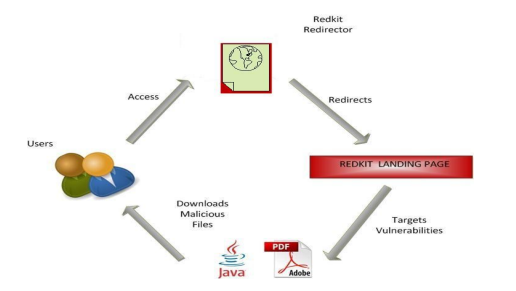 Redkit
Redirector
Access
Redirects
Users
REDKIT LANDING PAGE
Downloads
Malicious
Files
Targets
Vulnerabilities
Java
PDF
Adobe